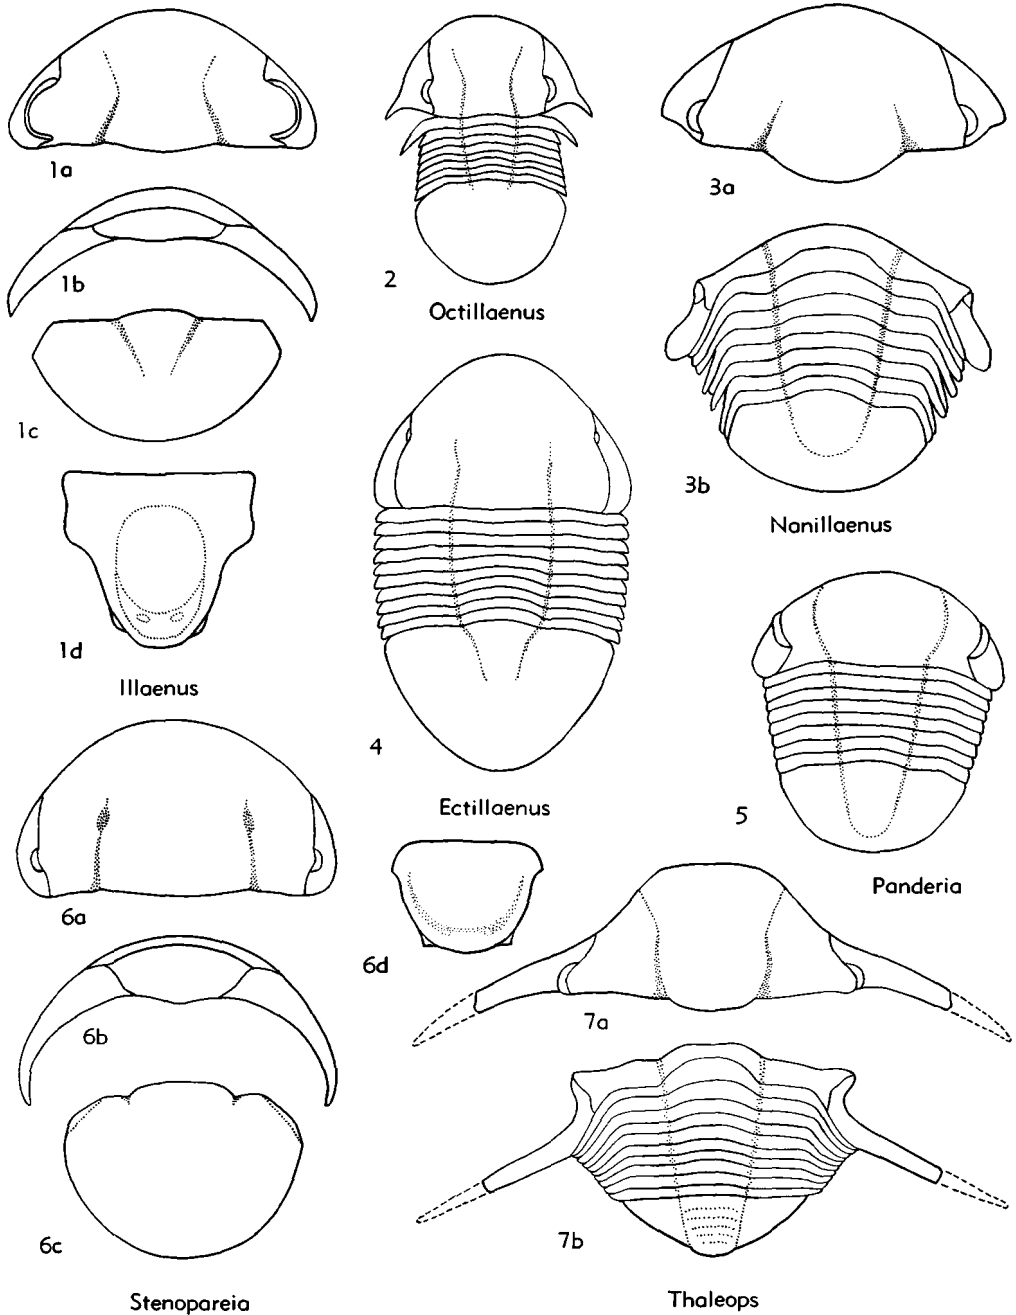 1a
1b
1c
1d
Illaenus
2
Octillaenus
3a
3b
Nanillaenus
4
Ectillaenus
5
Panderia
6a
6b
6c
6d
Stenopareia
7a
7b
Thaleops